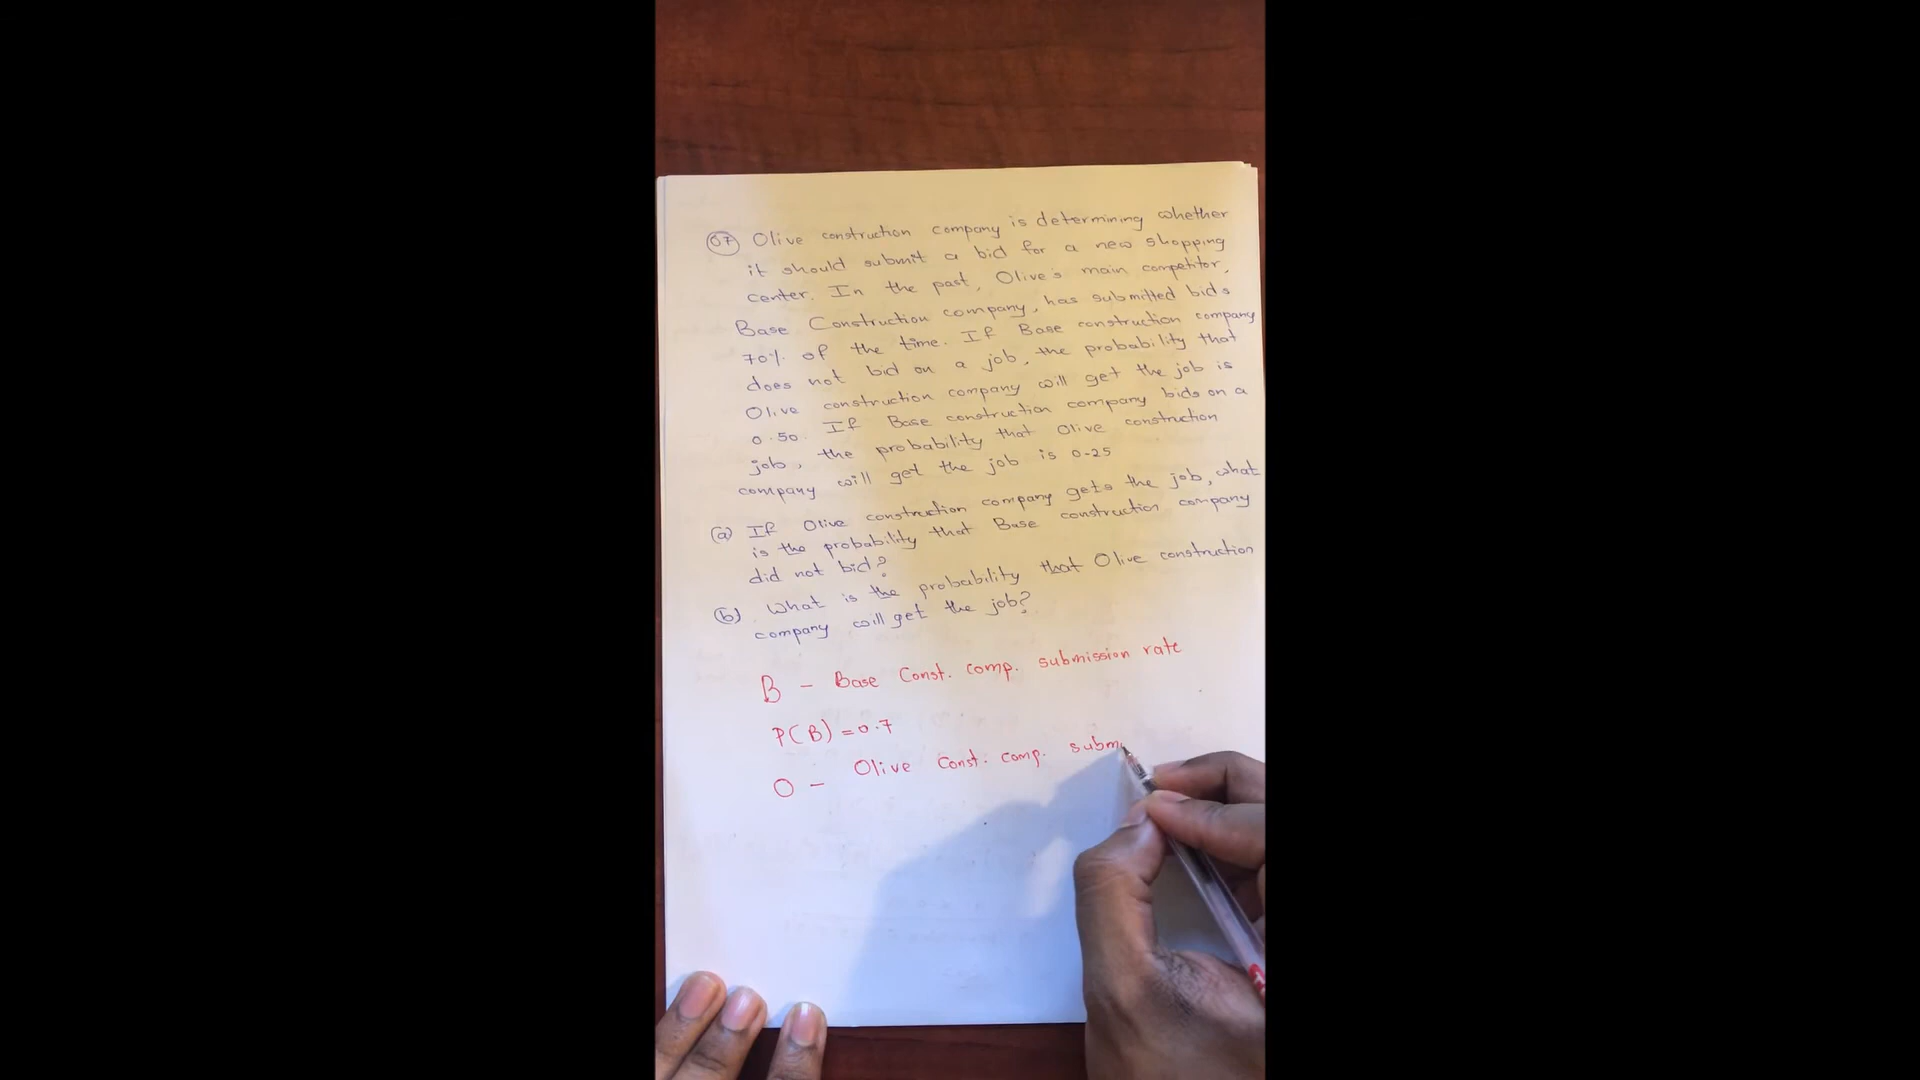 07 Olive construction company is determining whether
it should submit a bid for a new shopping
center. In the past, Olive's main competitor,
Base Construction company, has submitted bids
70% of the time. If Base construction company
does not bid on a job, the probability that
Olive construction company will get the job is
0.50. If Base construction company bids on a
job, the probability that Olive construction
company will get the job is 0.25
(a) If Olive construction company gets the job, what
is the probability that Base construction company
did not bid?
(b) What is the probability that Olive construction
company will get the job?
B - Base Const. comp. submission rate
P(B) = 0.7
O - Olive Const. comp. subm